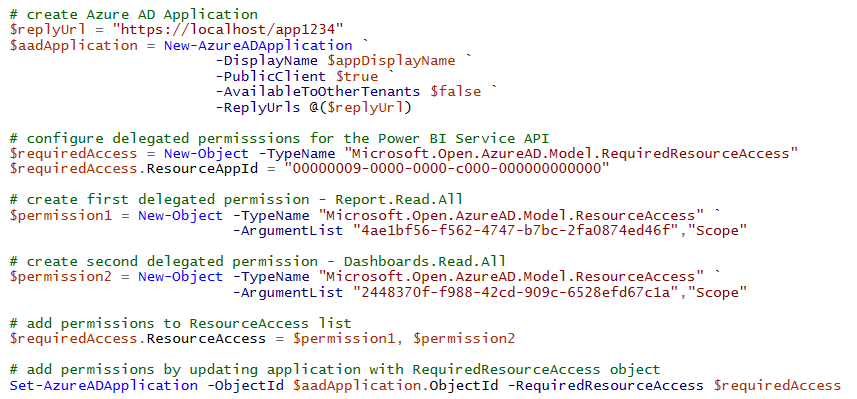 # create Azure AD Application
$replyUrl = "https://localhost/app1234"
$aadApplication = New-AzureADApplication `
-DisplayName $appDisplayName `
-PublicClient $true `
-AvailableToOtherTenants $false `
-ReplyUrls @($replyUrl)
# configure delegated permisssions for the Power BI Service API
$requiredAccess = New-Object -TypeName "Microsoft.Open.AzureAD.Model.RequiredResourceAccess"
$requiredAccess.ResourceAppId = "00000009-0000-0000-c000-000000000000"
# create first delegated permission - Report.Read.All
$permission1 = New-Object -TypeName "Microsoft.Open.AzureAD.Model.ResourceAccess" `
-ArgumentList "4ae1bf56-f562-4747-b7bc-2fa0874ed46f","Scope"
# create second delegated permission - Dashboards.Read.All
$permission2 = New-Object -TypeName "Microsoft.Open.AzureAD.Model.ResourceAccess" `
-ArgumentList "2448370f-f988-42cd-909c-6528efd67c1a","Scope"
# add permissions to ResourceAccess list
$requiredAccess.ResourceAccess = $permission1, $permission2
# add permissions by updating application with RequiredResourceAccess object
Set-AzureADApplication -ObjectId $aadApplication.ObjectId -RequiredResourceAccess $requiredAccess